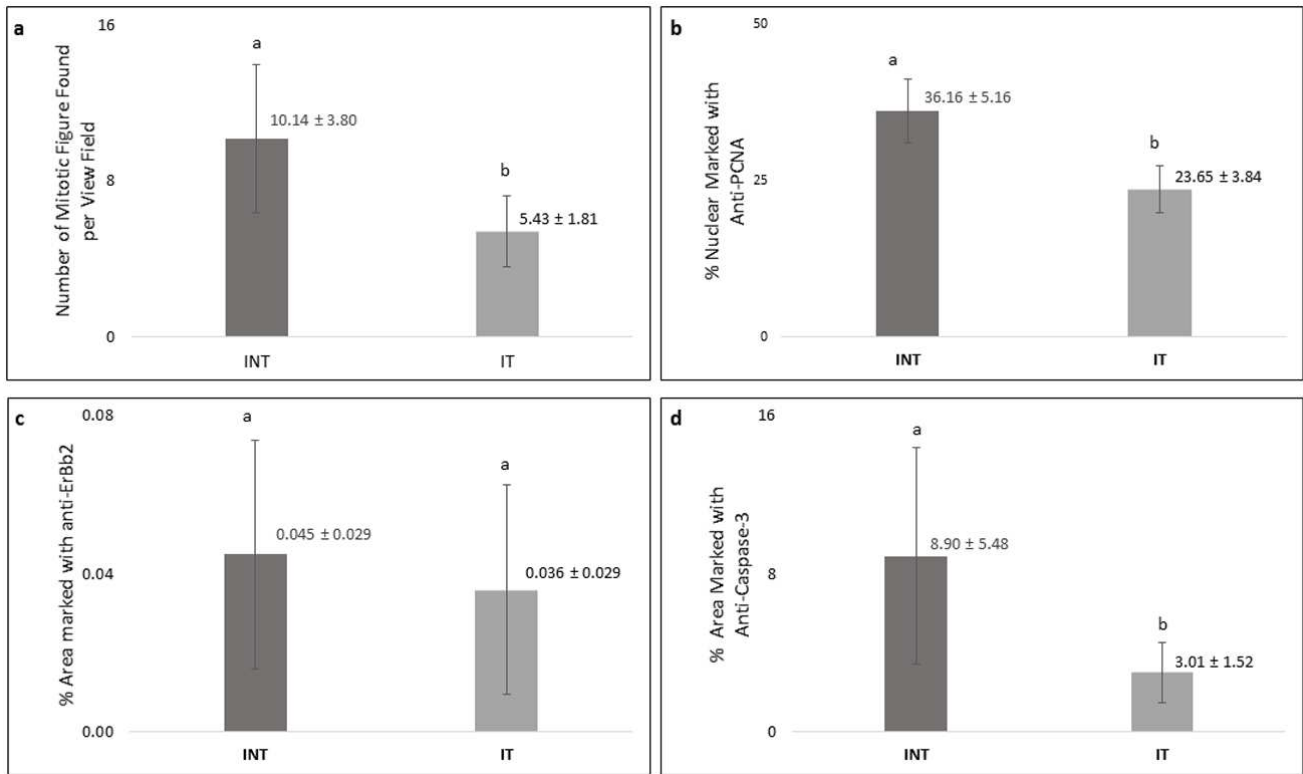 a
Number of Mitotic Figure Found
per View Field
16
8
0
a
10.14 ± 3.80
b
5.43 ± 1.81
INT
IT
b
% Nuclear Marked with
Anti-PCNA
50
25
0
a
36.16 ± 5.16
b
23.65 ± 3.84
INT
IT
c
% Area marked with anti-ErBb2
0.08
0.04
0.00
a
0.045 ± 0.029
a
0.036 ± 0.029
INT
IT
d
% Area Marked with
Anti-Caspase-3
16
8
0
a
8.90 ± 5.48
b
3.01 ± 1.52
INT
IT